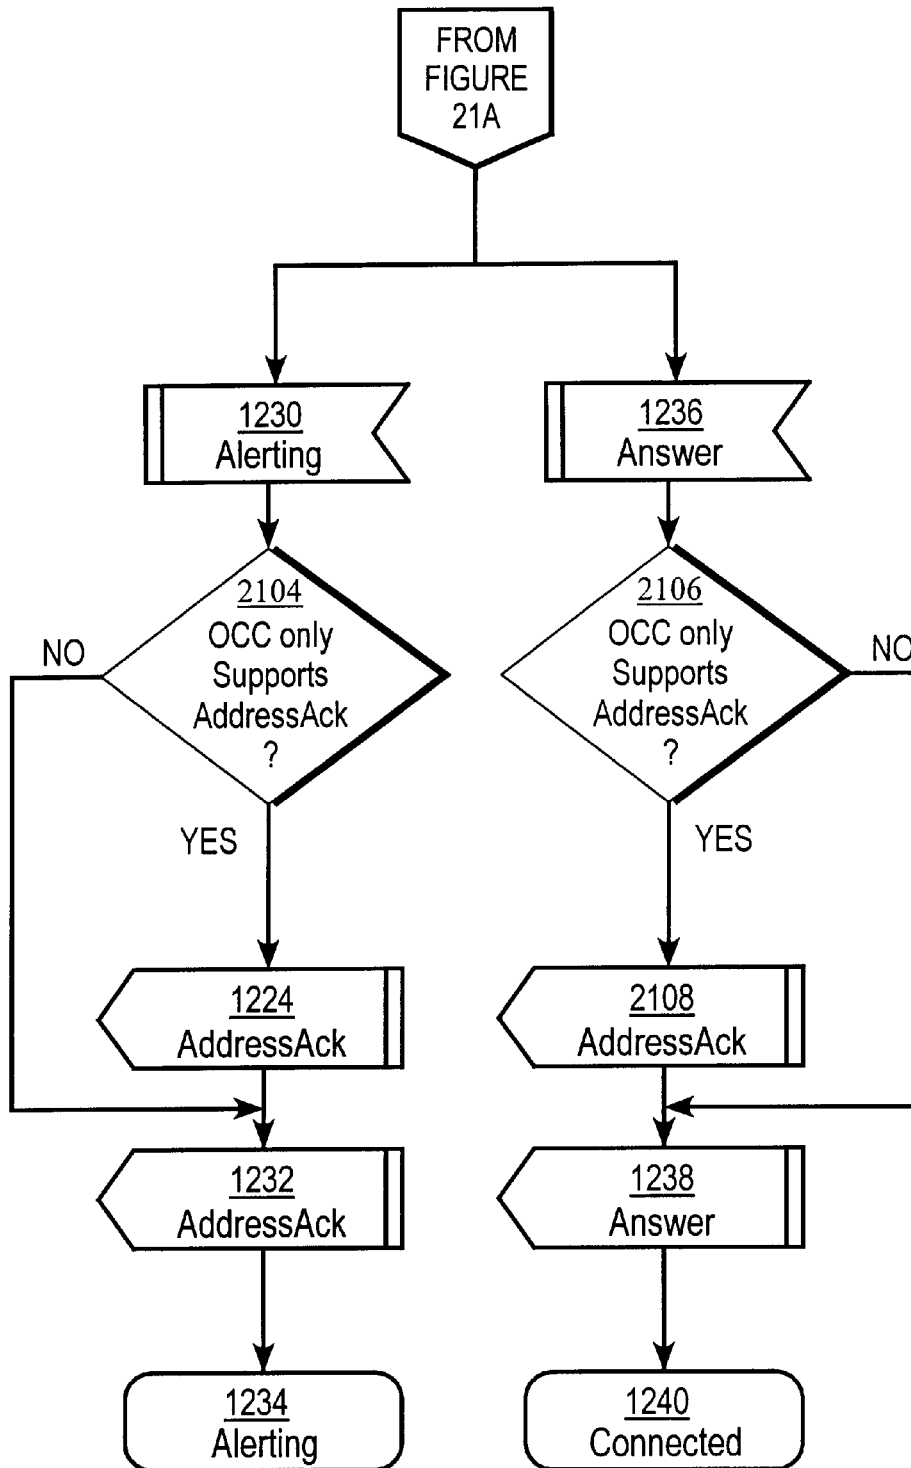 FROM
FIGURE
21A
1230
Alerting
1236
Answer
2104
OCC only
Supports
AddressAck
?
NO
YES
2106
OCC only
Supports
AddressAck
?
NO
YES
1224
AddressAck
2108
AddressAck
1232
AddressAck
1238
Answer
1234
Alerting
1240
Connected